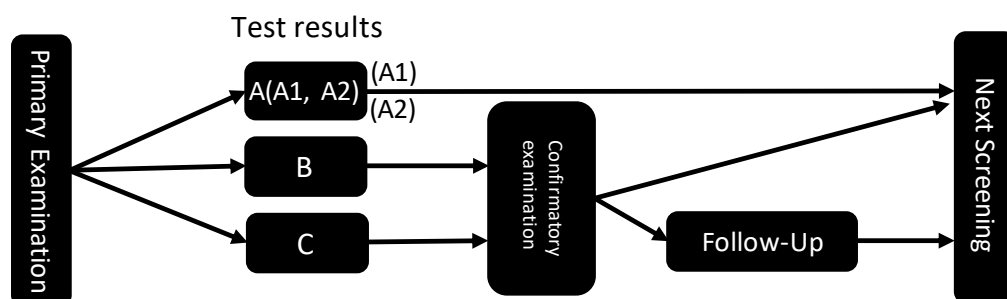 Test results
Primary Examination
A(A1, A2)
(A1)
(A2)
B
C
Confirmatory
examination
Follow-Up
Next Screening